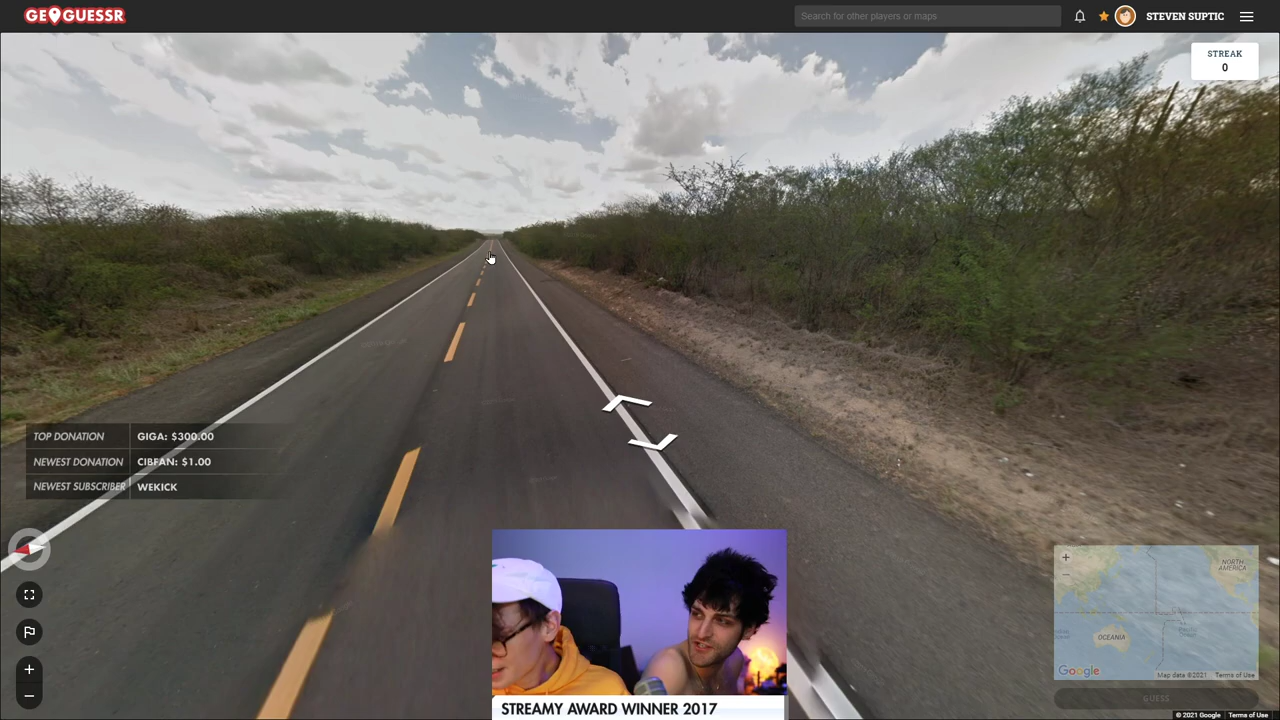 GEOGUESSR
Search for other players or maps
STEVEN SUPTIC
STREAK
0
TOP DONATION GIGA: $300.00
NEWEST DONATION CIBFAN: $1.00
NEWEST SUBSCRIBER WEKICK
NORTH
AMERICA
OCEANIA
Google
Map data ©2021 Terms of Use
GUESS
STREAMY AWARD WINNER 2017
© 2021 Google Terms of Use